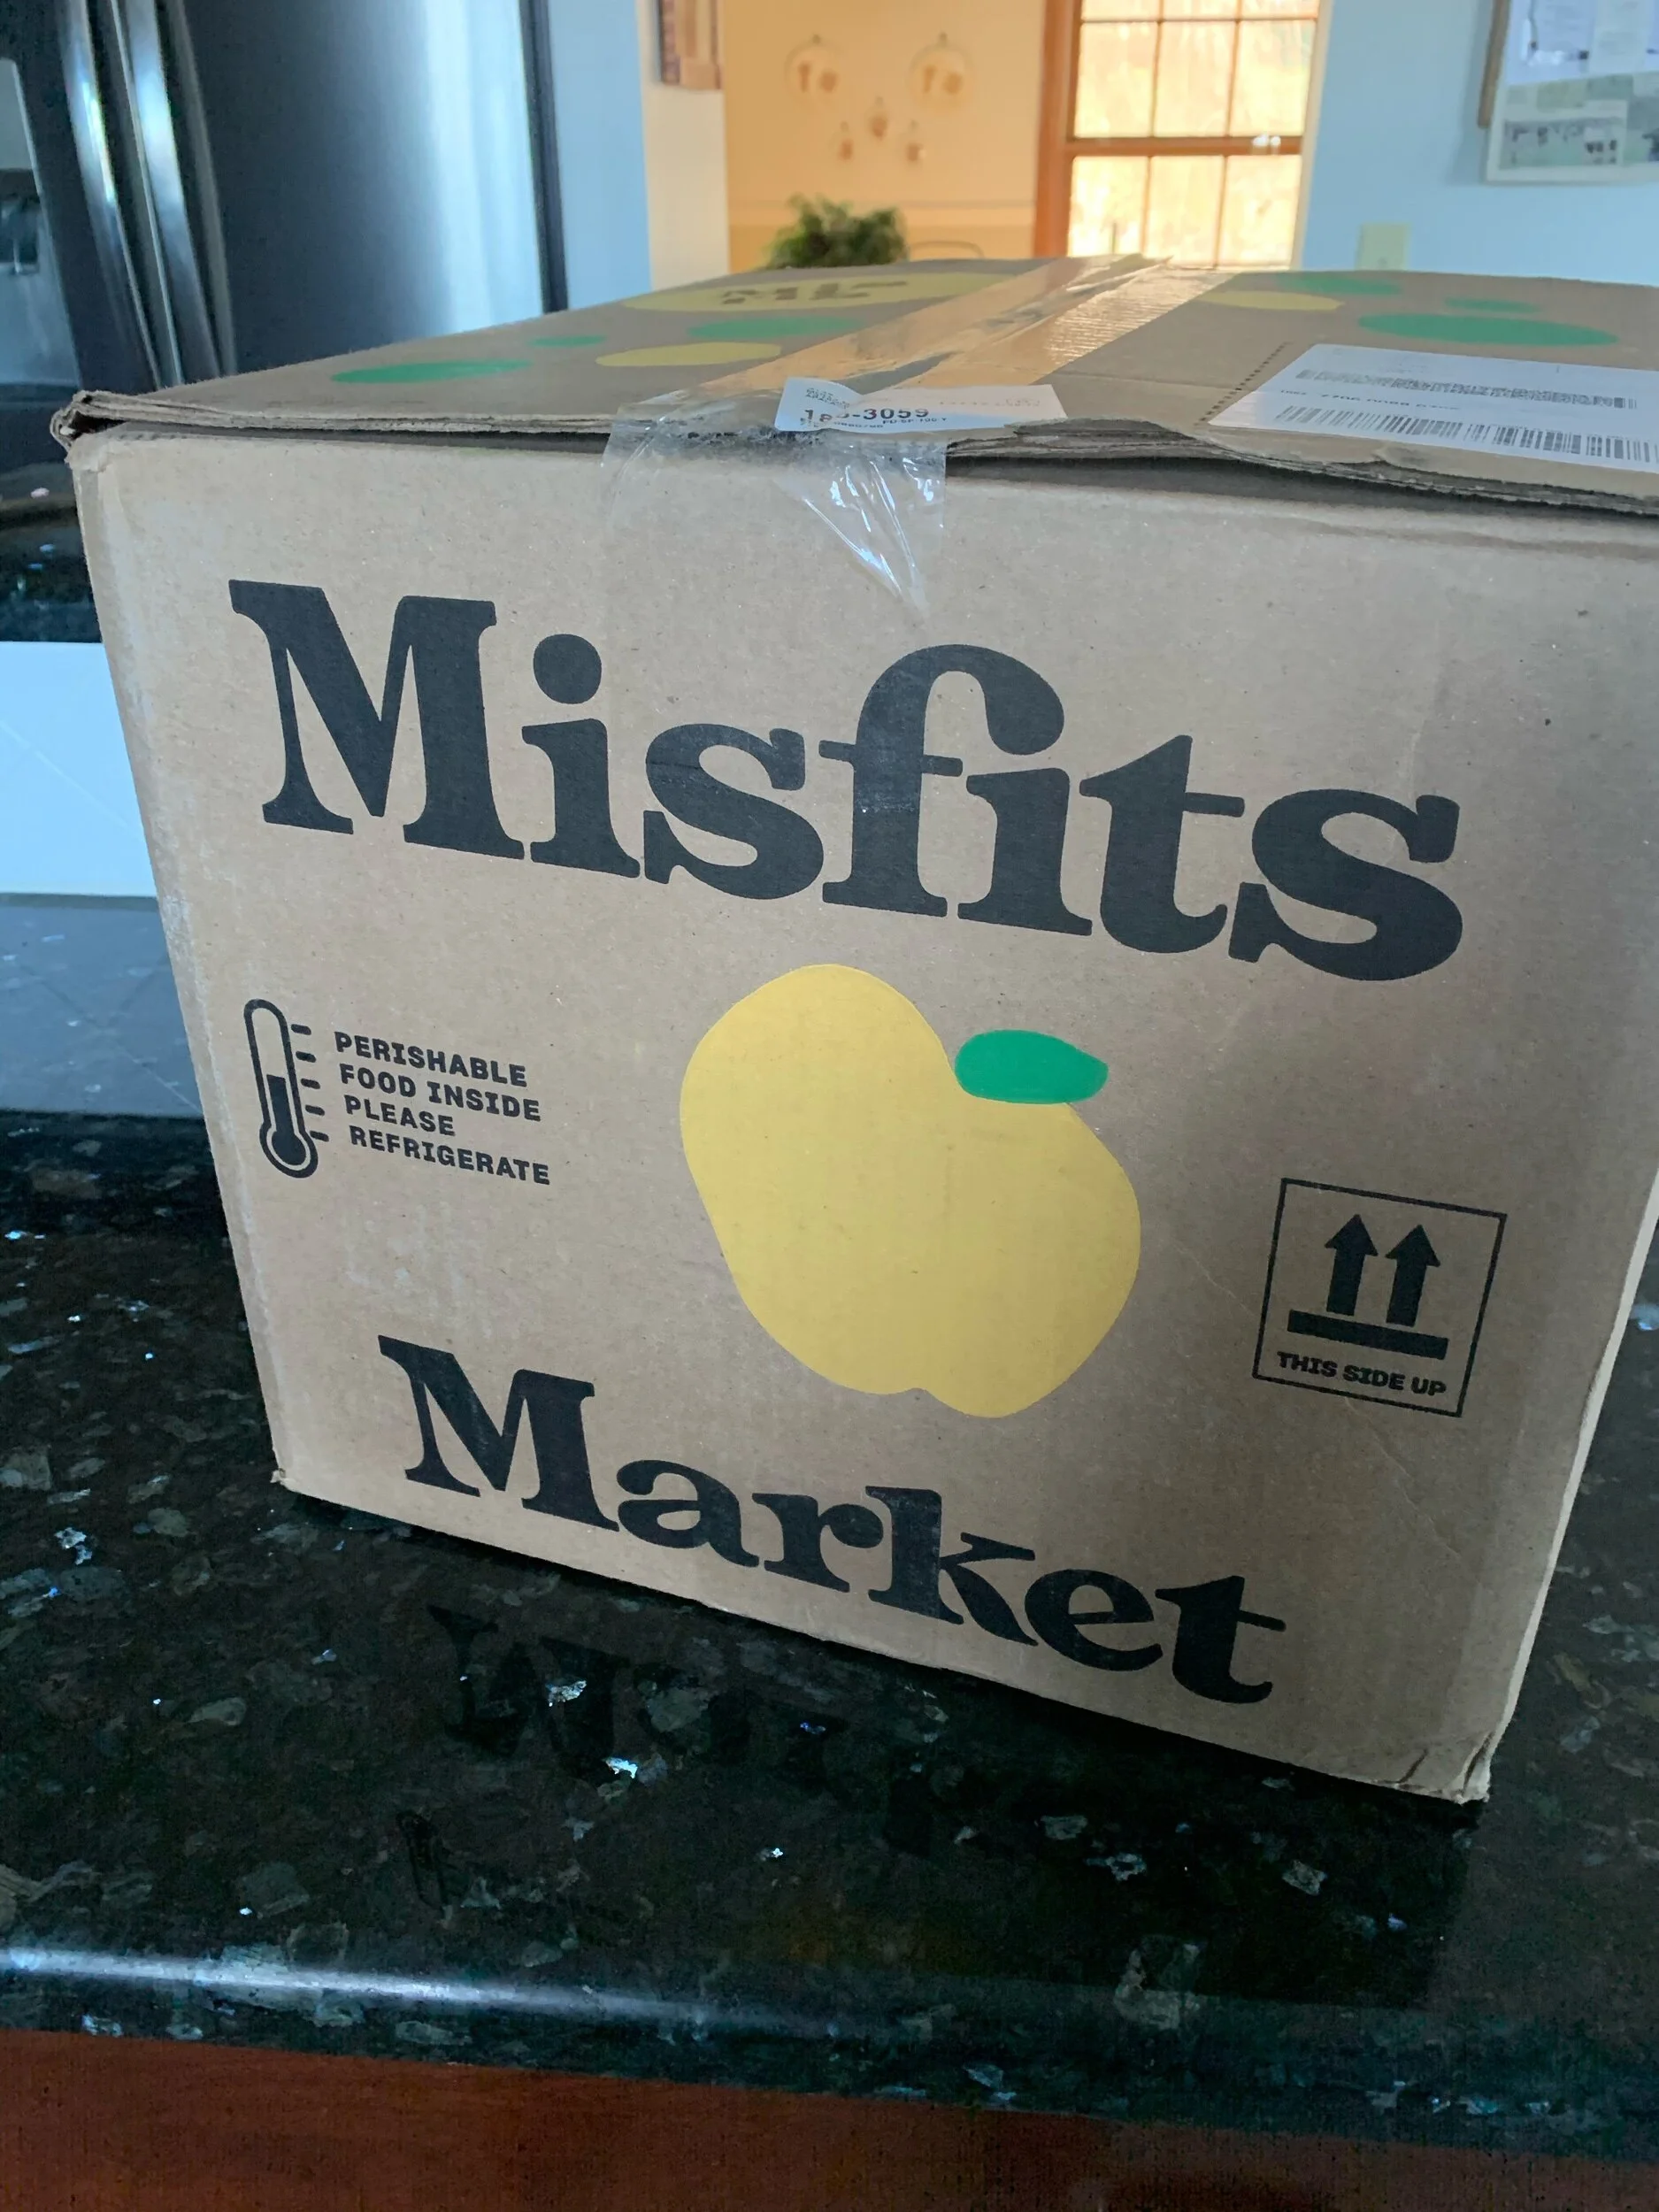 Misfits
PERISHABLE
FOOD INSIDE
PLEASE
REFRIGERATE
THIS SIDE UP
Market